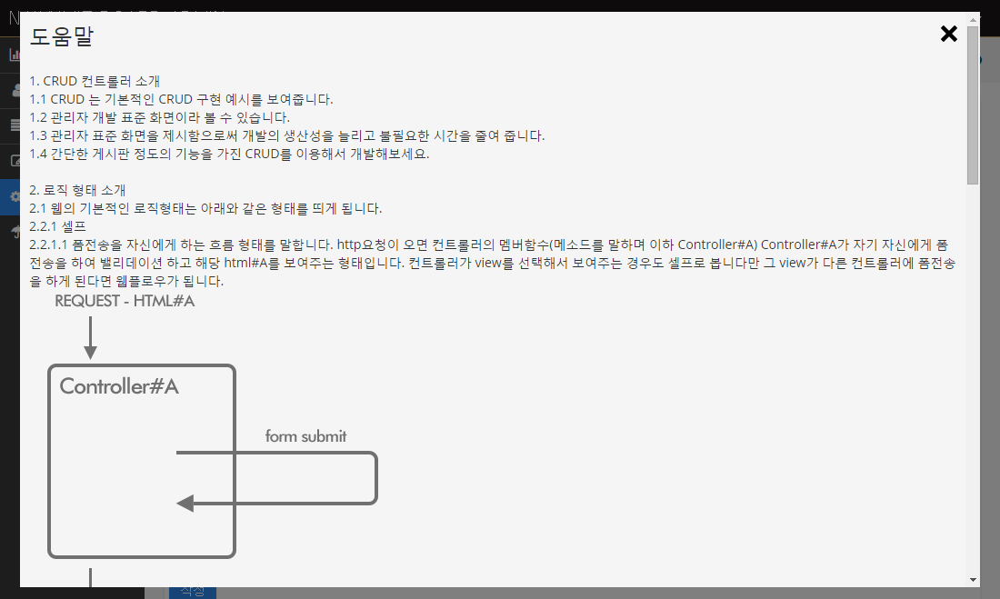 도움말
1. CRUD 컨트롤러 소개
1.1 CRUD 는 기본적인 CRUD 구현 예시를 보여줍니다.
1.2 관리자 개발 표준 화면이라 볼 수 있습니다.
1.3 관리자 표준 화면을 제시함으로써 개발의 생산성을 늘리고 불필요한 시간을 줄여 줍니다.
1.4 간단한 게시판 정도의 기능을 가진 CRUD를 이용해서 개발해보세요.
2. 로직 형태 소개
2.1 웹의 기본적인 로직형태는 아래와 같은 형태를 띄게 됩니다.
2.2.1 셀프
2.2.1.1 폼전송을 자신에게 하는 흐름 형태를 말합니다. http요청이 오면 컨트롤러의 멤버함수(메소드를 말하며 이하 Controller#A) Controller#A가 자기 자신에게 폼
전송을 하여 밸리데이션 하고 해당 html#A를 보여주는 형태입니다. 컨트롤러가 view를 선택해서 보여주는 경우도 셀프로 봅니다만 그 view가 다른 컨트롤러에 폼전송
을 하게 된다면 웹플로우가 됩니다.
REQUEST - HTML#A
Controller#A
form submit